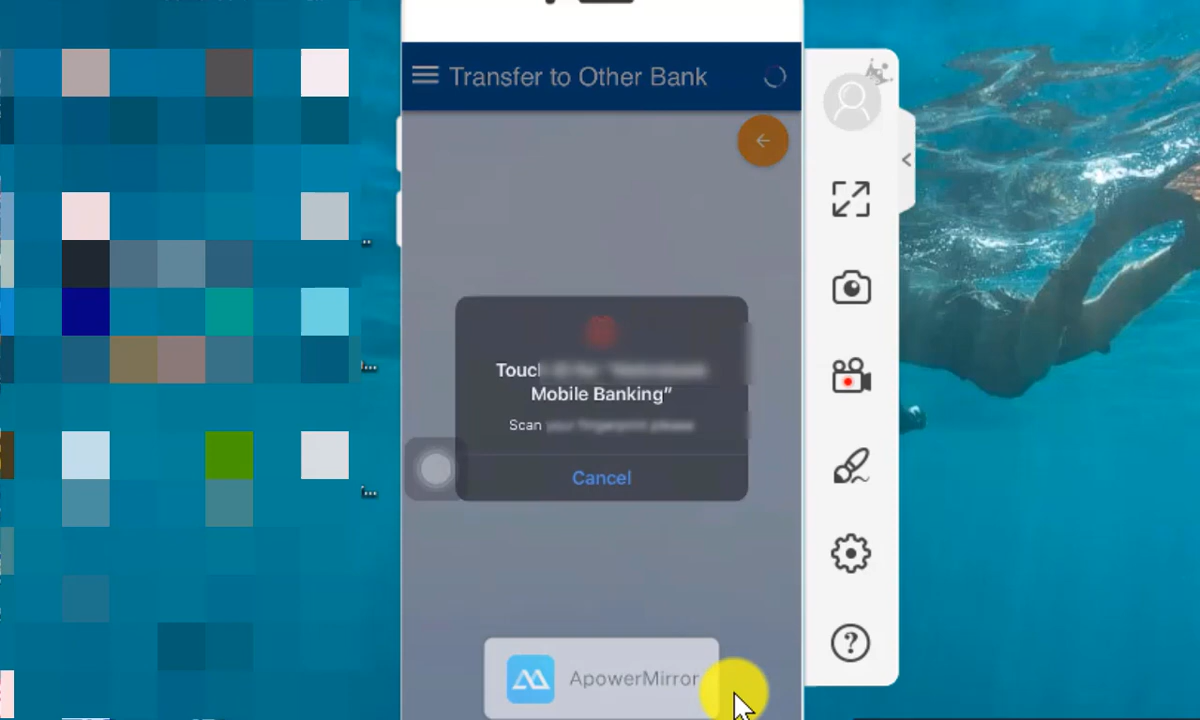 Transfer to Other Bank
Touch
Mobile Banking”
Scan
Cancel
ApowerMirror